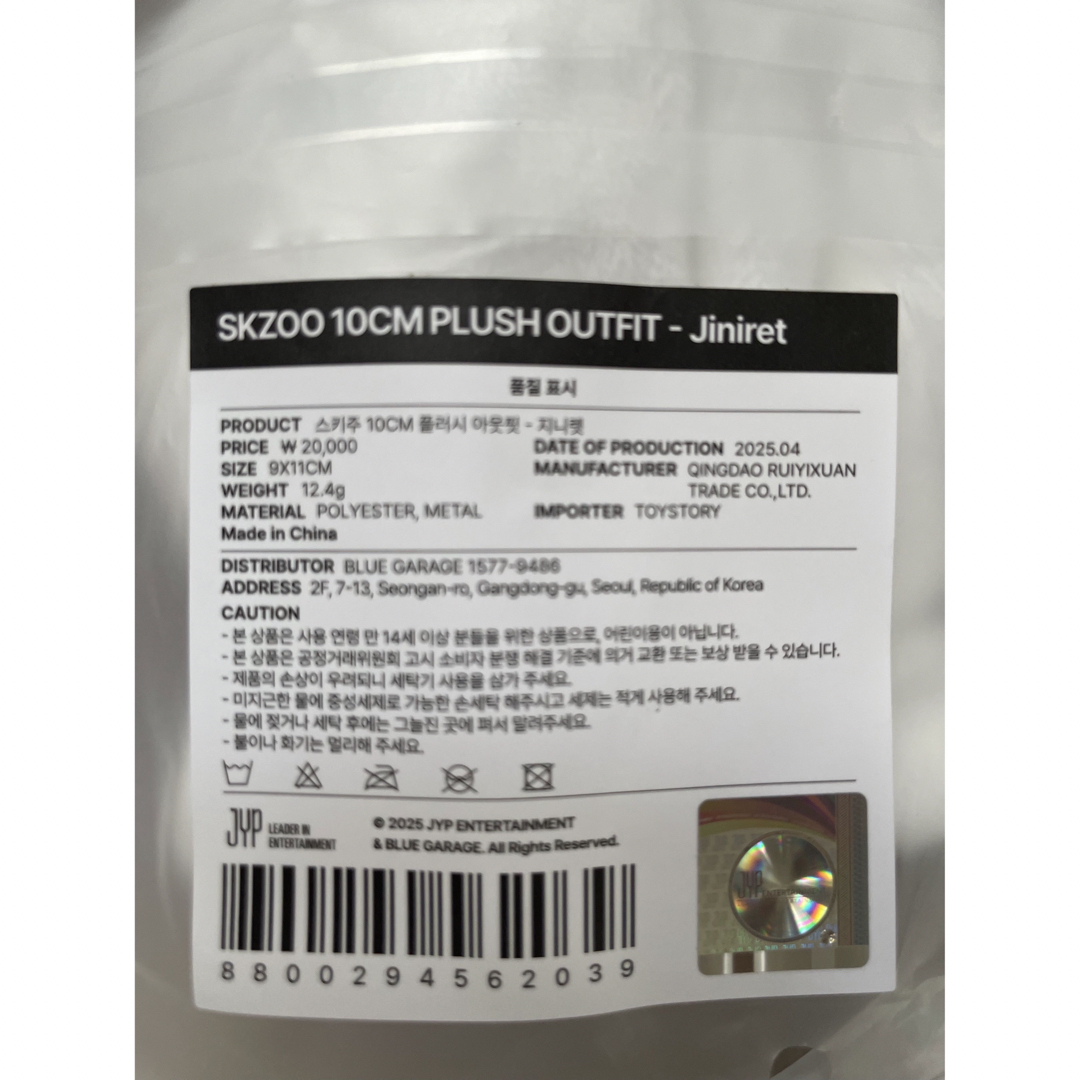 SKZOO 10CM PLUSH OUTFIT - Jiniret
품질 표시
PRODUCT 스키주 10CM 플러시 아웃핏 - 지니렛
PRICE ₩ 20,000
DATE OF PRODUCTION 2025.04
SIZE 9X11CM
MANUFACTURER QINGDAO RUIYIXUAN
TRADE CO.,LTD.
WEIGHT 12.4g
MATERIAL POLYESTER, METAL
IMPORTER TOYSTORY
Made in China
DISTRIBUTOR BLUE GARAGE 1577-9486
ADDRESS 2F, 7-13, Seongan-ro, Gangdong-gu, Seoul, Republic of Korea
CAUTION
- 본 상품은 사용 연령 만 14세 이상 분들을 위한 상품으로, 어린이용이 아닙니다.
- 본 상품은 공정거래위원회 고시 소비자 분쟁 해결 기준에 의거 교환 또는 보상 받을 수 있습니다.
- 제품의 손상이 우려되니 세탁기 사용을 삼가 주세요.
- 미지근한 물에 중성세제로 가능한 손세탁 해주시고 세제는 적게 사용해 주세요.
- 물에 젖거나 세탁 후에는 그늘진 곳에 펴서 말려주세요.
- 불이나 화기는 멀리해 주세요.
JYP LEADER IN
ENTERTAINMENT
© 2025 JYP ENTERTAINMENT
& BLUE GARAGE. All Rights Reserved.
8800294562039
JYP